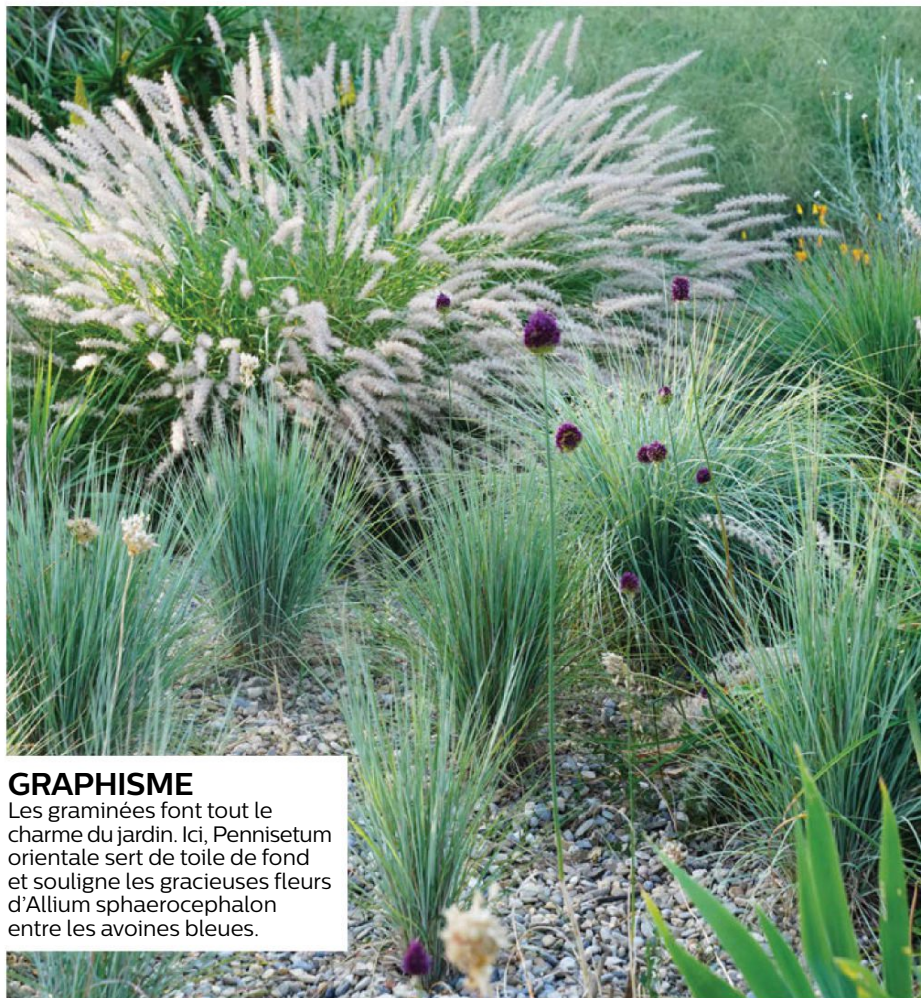 GRAPHISME
Les graminées font tout le
charme du jardin. Ici, Pennisetum
orientale sert de toile de fond
et souligne les gracieuses fleurs
d'Allium sphaerocephalon
entre les avoines bleues.